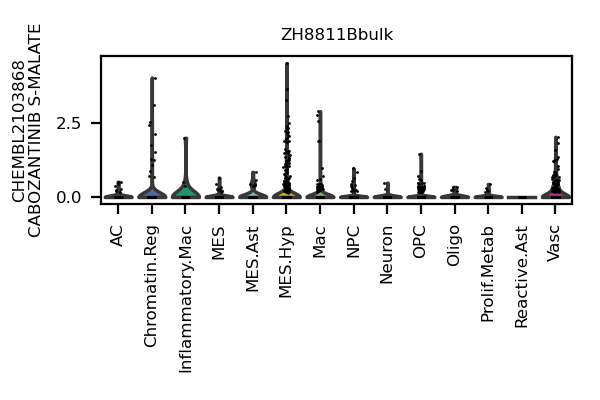 ZH8811Bbulk
CHEMBL2103868
CABOZANTINIB S-MALATE
2.5
0.0
AC
Chromatin.Reg
Inflammatory.Mac
MES
MES.Ast
MES.Hyp
Mac
NPC
Neuron
OPC
Oligo
Prolif.Metab
Reactive.Ast
Vasc